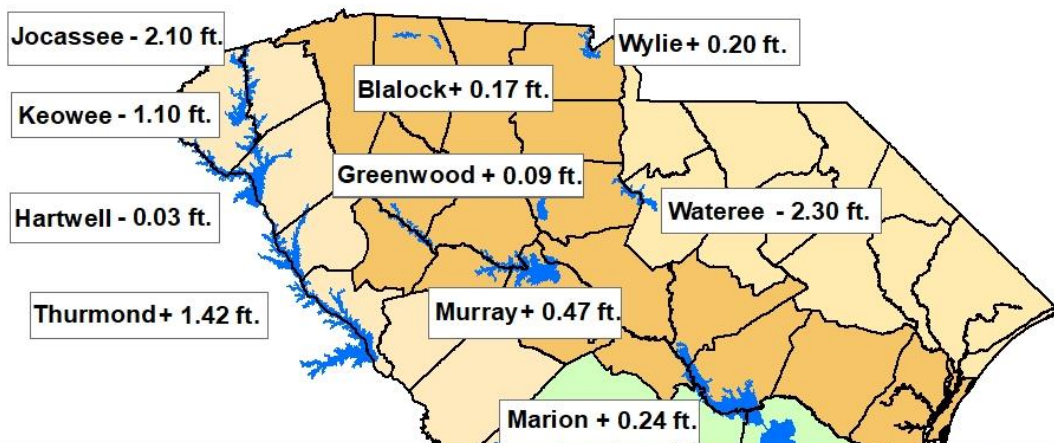 Jocassee - 2.10 ft.
Wylie + 0.20 ft.
Blalock + 0.17 ft.
Keowee - 1.10 ft.
Greenwood + 0.09 ft.
Hartwell - 0.03 ft.
Wateree - 2.30 ft.
Thurmond + 1.42 ft.
Murray + 0.47 ft.
Marion + 0.24 ft.